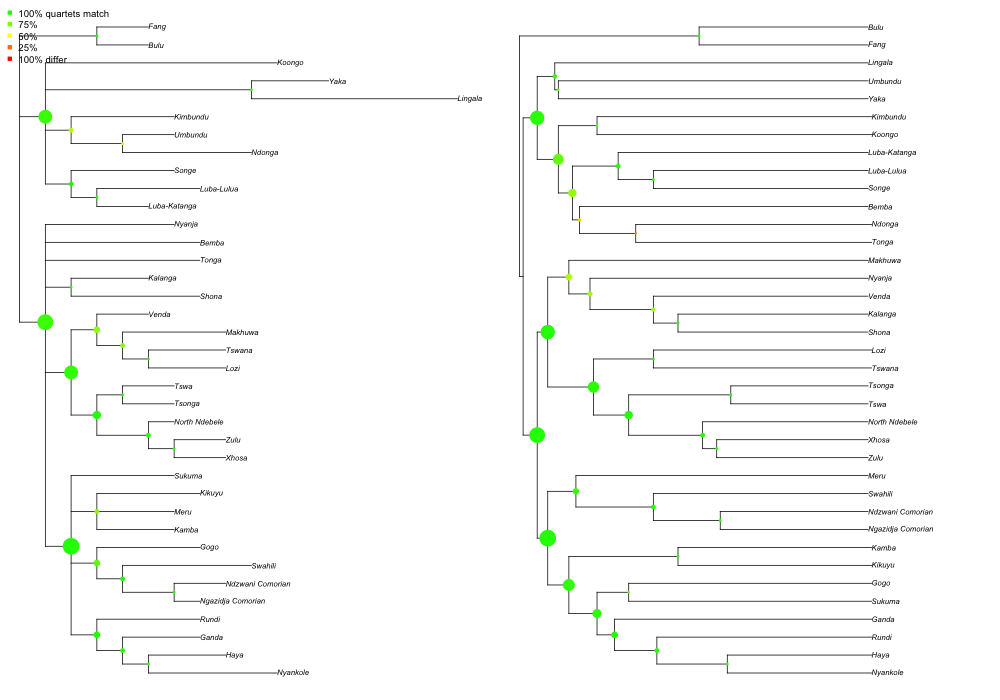 100% quartets match
75%
50%
25%
100% differ
Fang
Bulu
Koongo
Yaka
Lingala
Kimbundu
Umbundu
Ndonga
Songe
Luba-Lulua
Luba-Katanga
Nyanja
Bemba
Tonga
Kalanga
Shona
Venda
Makhuwa
Tswana
Lozi
Tswa
Tsonga
North Ndebele
Zulu
Xhosa
Sukuma
Kikuyu
Meru
Kamba
Gogo
Swahili
Ndzwani Comorian
Ngazidja Comorian
Rundi
Ganda
Haya
Nyankole
Bulu
Fang
Lingala
Umbundu
Yaka
Kimbundu
Koongo
Luba-Katanga
Luba-Lulua
Songe
Bemba
Ndonga
Tonga
Makhuwa
Nyanja
Venda
Kalanga
Shona
Lozi
Tswana
Tsonga
Tswa
North Ndebele
Xhosa
Zulu
Meru
Swahili
Ndzwani Comorian
Ngazidja Comorian
Kamba
Kikuyu
Gogo
Sukuma
Ganda
Rundi
Haya
Nyankole